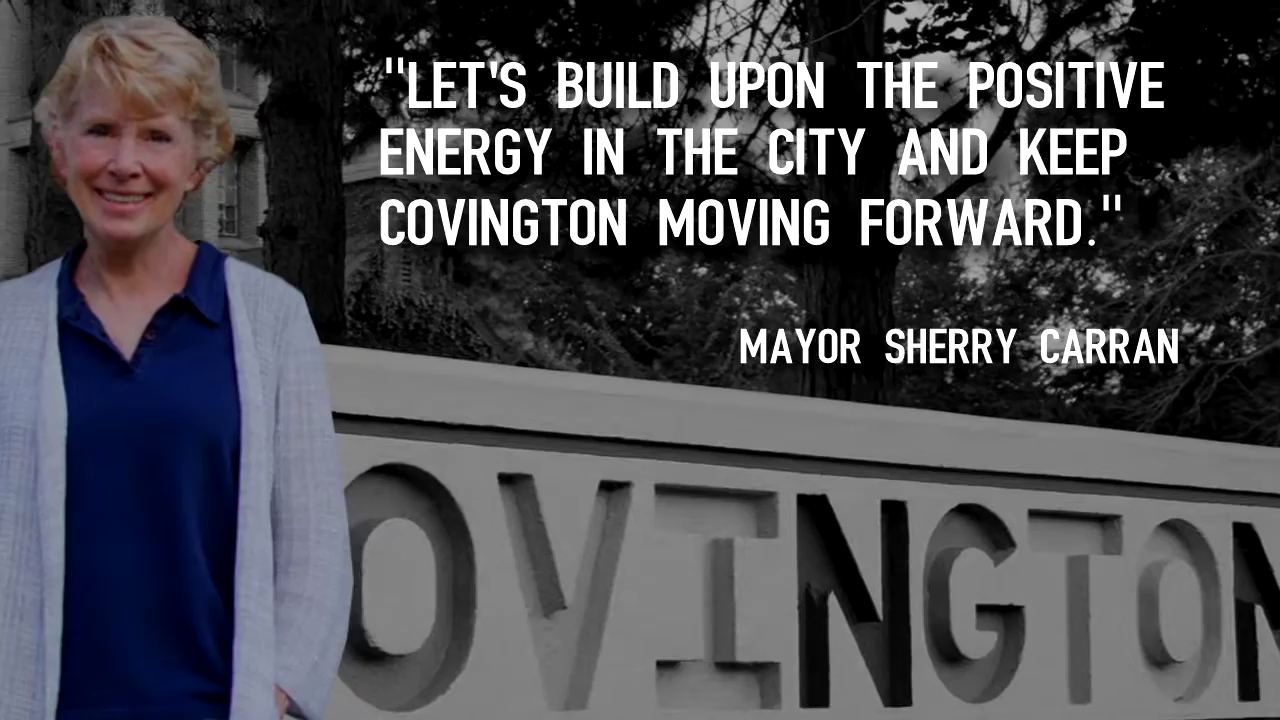 "LET'S BUILD UPON THE POSITIVE
ENERGY IN THE CITY AND KEEP
COVINGTON MOVING FORWARD."
MAYOR SHERRY CARRAN
OVINGTON